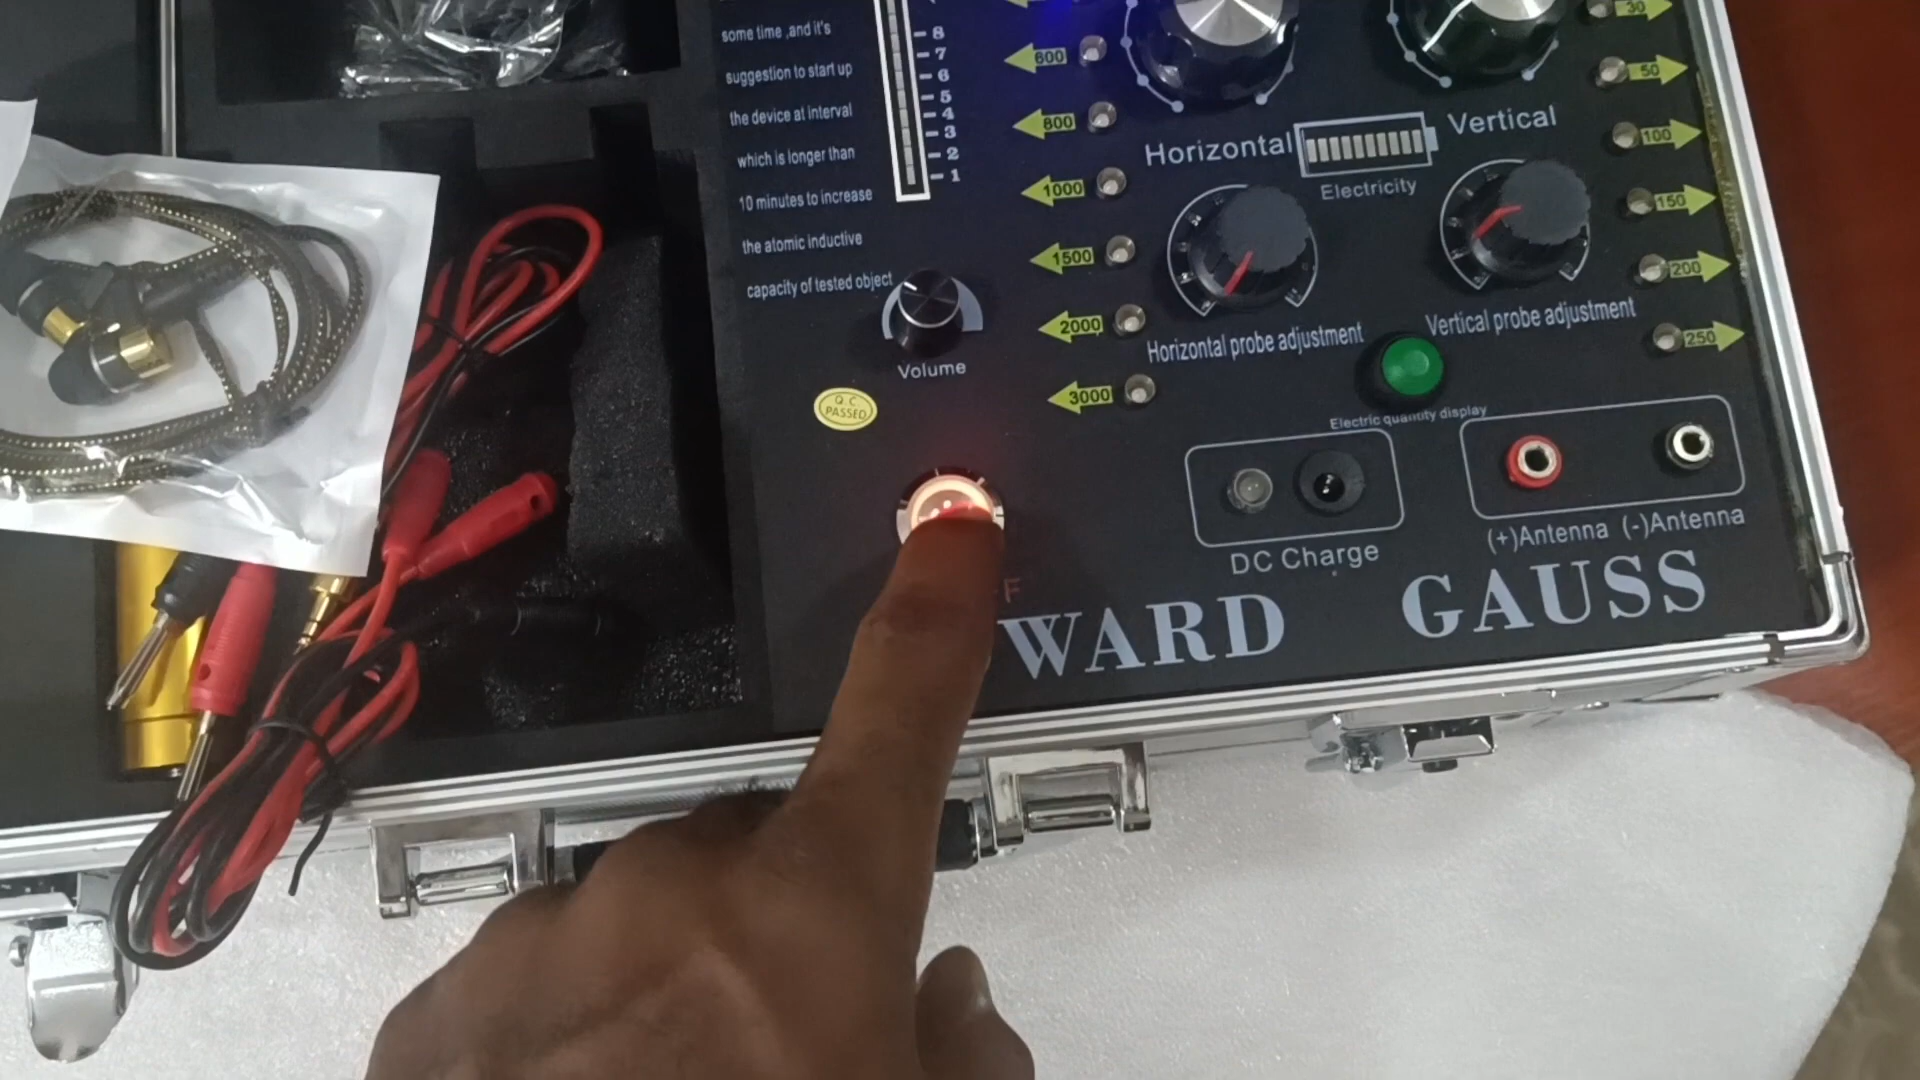 some time ,and it's
suggestion to start up
the device at interval
which is longer than
10 minutes to increase
the atomic inductive
capacity of tested object
8
7
6
5
4
3
2
1
Volume
Q.C.
PASSED
600
800
1000
1500
2000
3000
Horizontal
Vertical
Electricity
Horizontal probe adjustment
Vertical probe adjustment
30
50
100
150
200
250
Electric quantity display
DC Charge
(+)Antenna (-)Antenna
F
WARD GAUSS